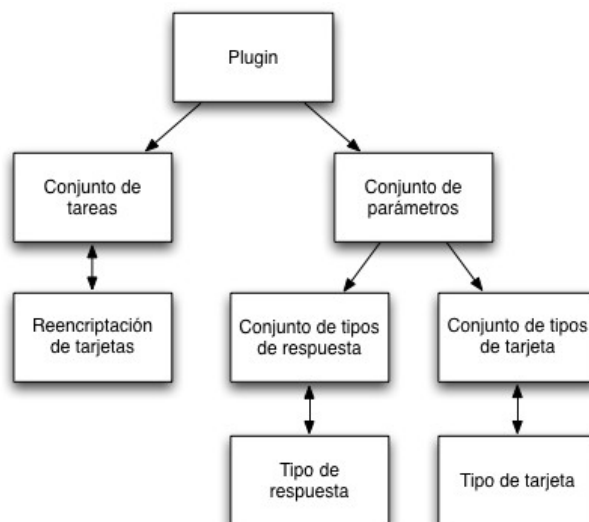 Plugin
Conjunto de
tareas
Conjunto de
parámetros
Reencriptación
de tarjetas
Conjunto de tipos
de respuesta
Conjunto de tipos
de tarjeta
Tipo de
respuesta
Tipo de tarjeta